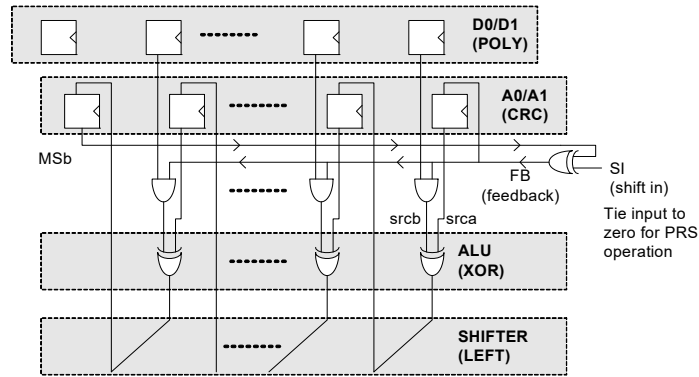 D0/D1
(POLY)
A0/A1
(CRC)
MSb
FB
(feedback)
SI
(shift in)
Tie input to
zero for PRS
operation
srcb
srca
ALU
(XOR)
SHIFTER
(LEFT)